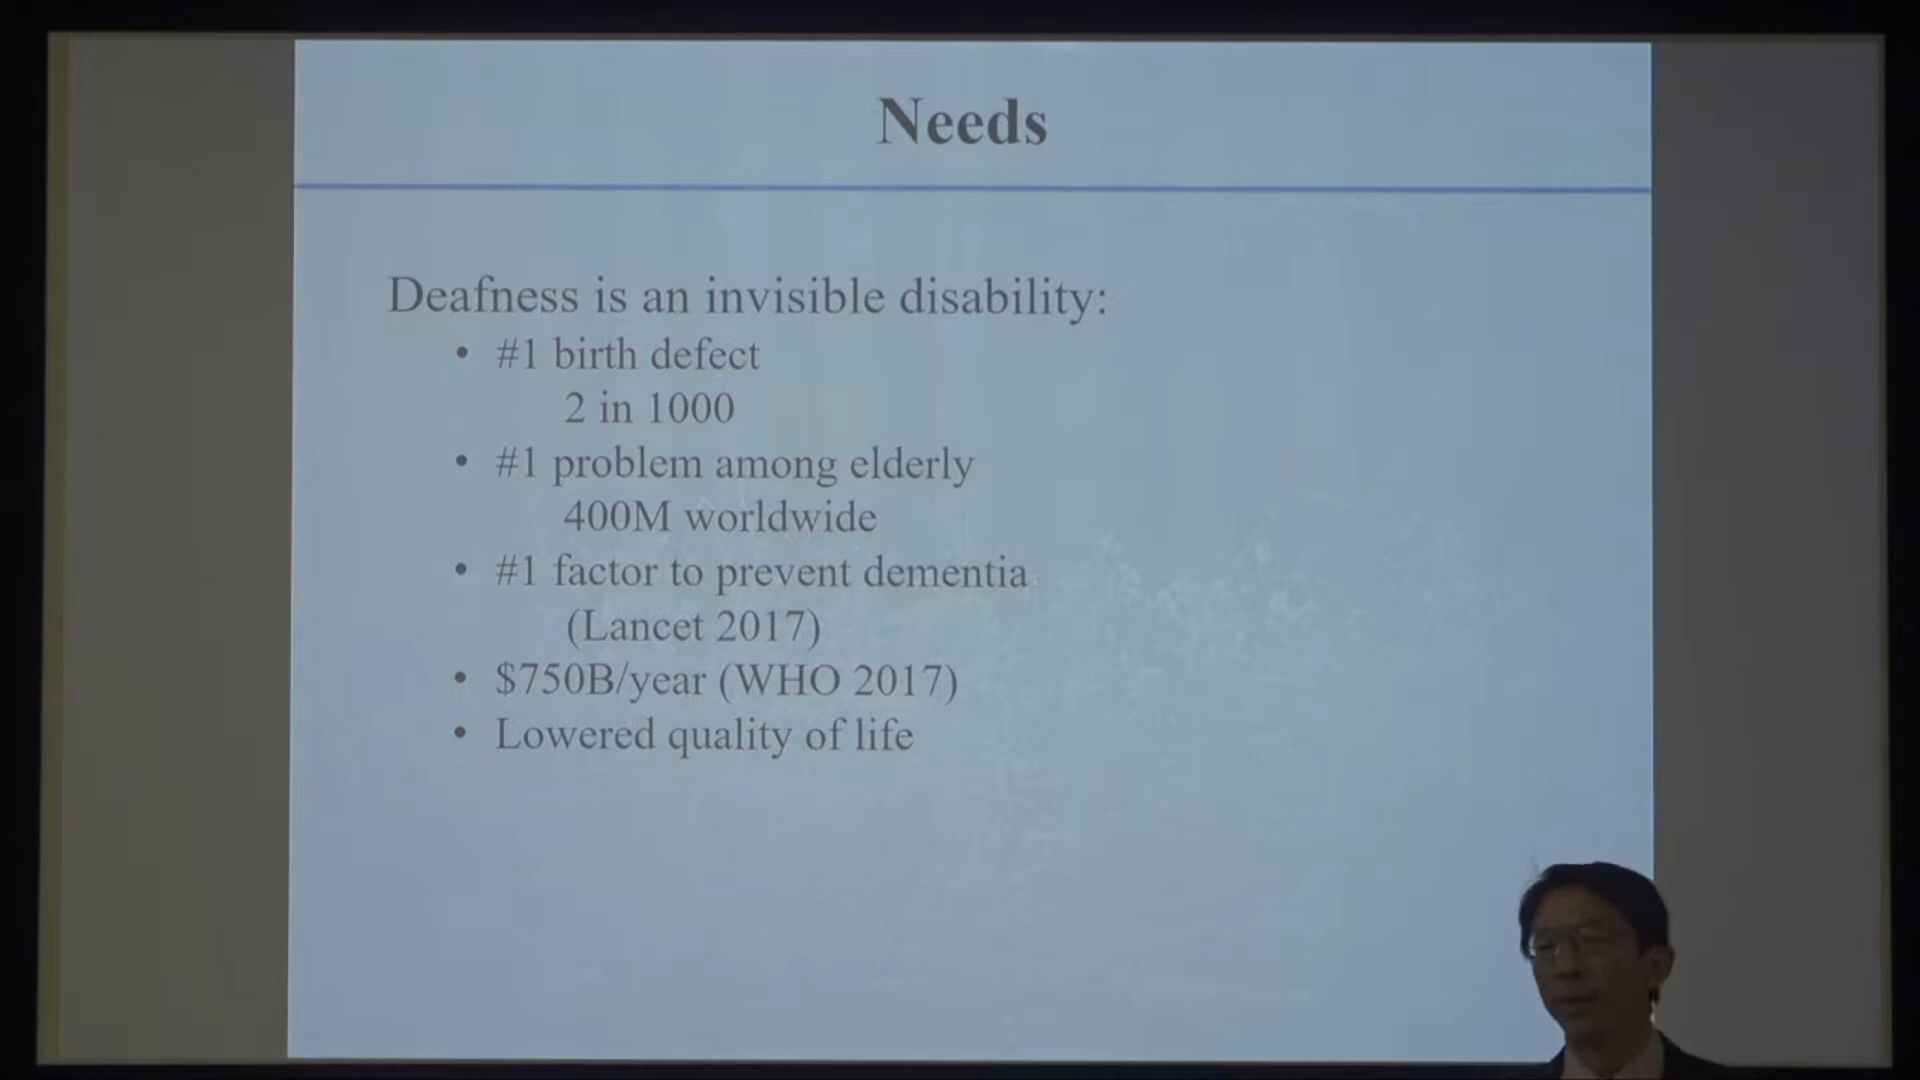 Needs
Deafness is an invisible disability:
• #1 birth defect
2 in 1000
• #1 problem among elderly
400M worldwide
• #1 factor to prevent dementia
(Lancet 2017)
• $750B/year (WHO 2017)
• Lowered quality of life